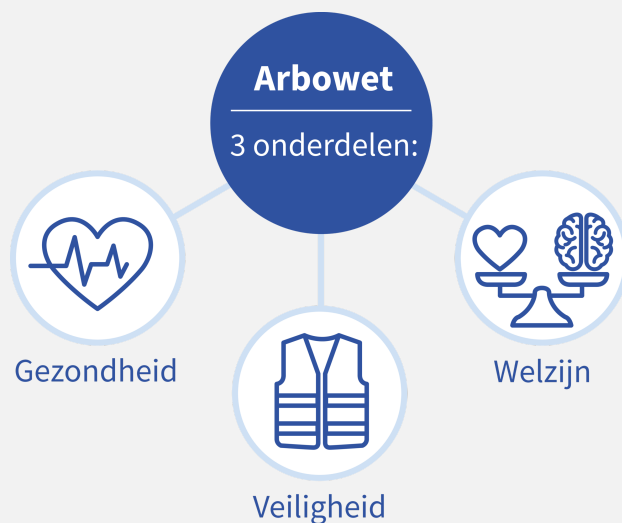 Arbowet
3 onderdelen:
Gezondheid
Veiligheid
Welzijn